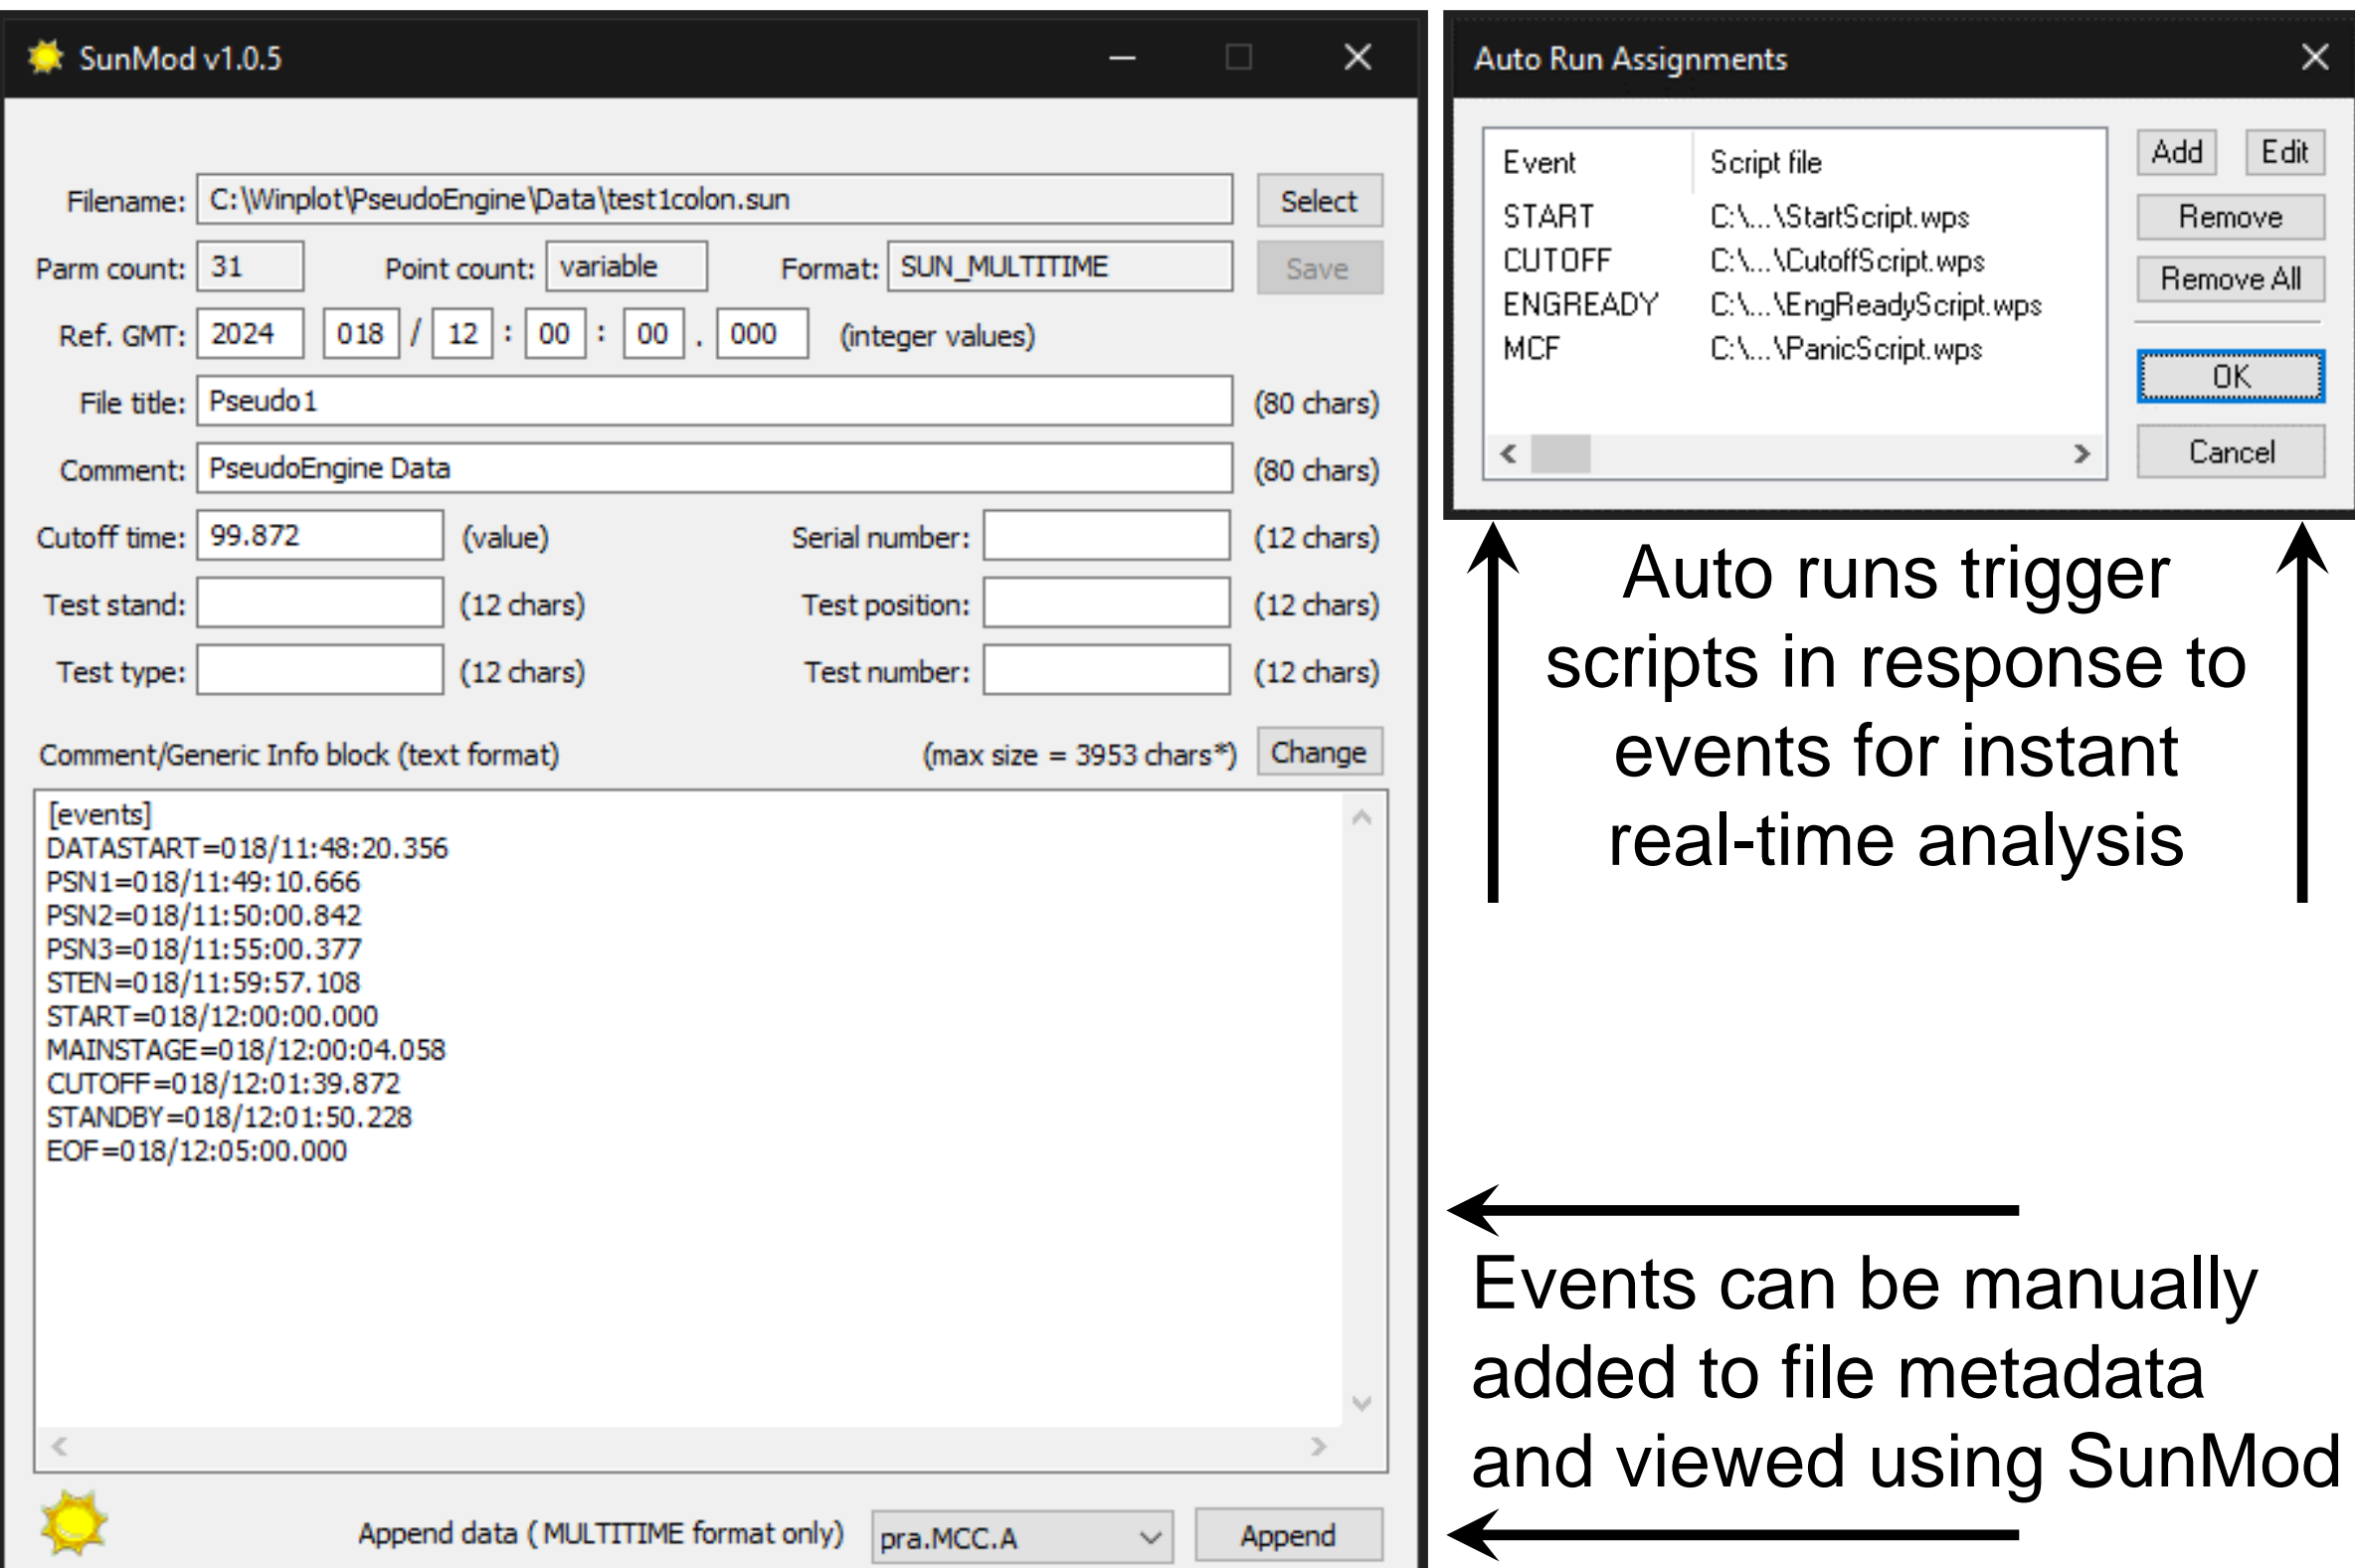 SunMod v1.0.5
Filename: C:\Winplot\PseudoEngine\Data\test1colon.sun Select
Parm count: 31 Point count: variable Format: SUN_MULTITIME Save
Ref. GMT: 2024 018 / 12 : 00 : 00 . 000 (integer values)
File title: Pseudo1 (80 chars)
Comment: PseudoEngine Data (80 chars)
Cutoff time: 99.872 (value) Serial number: (12 chars)
Test stand: (12 chars) Test position: (12 chars)
Test type: (12 chars) Test number: (12 chars)
Comment/Generic Info block (text format) (max size = 3953 chars*) Change
[events]
DATASTART=018/11:48:20.356
PSN1=018/11:49:10.666
PSN2=018/11:50:00.842
PSN3=018/11:55:00.377
STEN=018/11:59:57.108
START=018/12:00:00.000
MAINSTAGE=018/12:00:04.058
CUTOFF=018/12:01:39.872
STANDBY=018/12:01:50.228
EOF=018/12:05:00.000
Append data ( MULTITIME format only) pra.MCC.A Append
Auto Run Assignments
Event Script file
START C:\...\StartScript.wps
CUTOFF C:\...\CutoffScript.wps
ENGREADY C:\...\EngReadyScript.wps
MCF C:\...\PanicScript.wps
Add Edit
Remove
Remove All
OK
Cancel
Auto runs trigger
scripts in response to
events for instant
real-time analysis
Events can be manually
added to file metadata
and viewed using SunMod